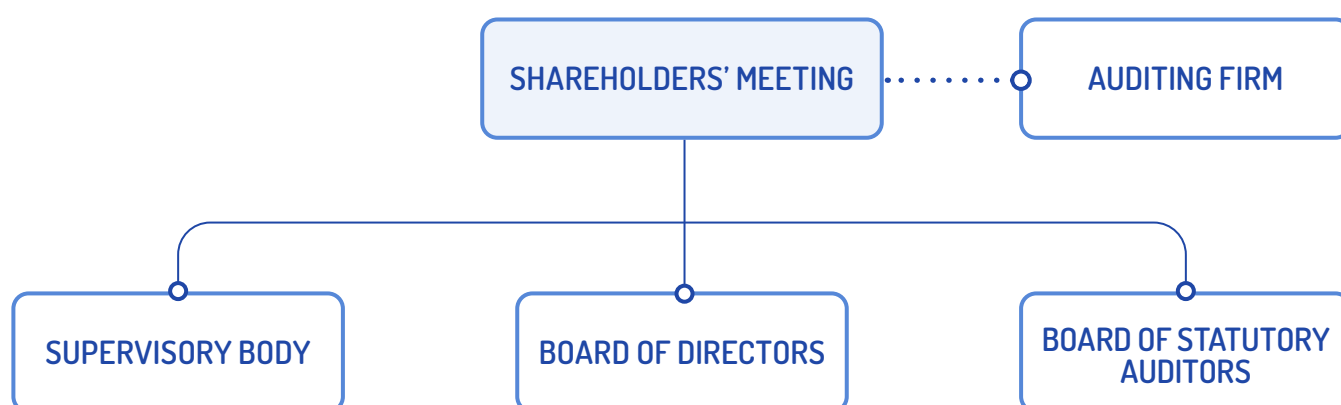 SHAREHOLDERS’ MEETING
AUDITING FIRM
SUPERVISORY BODY
BOARD OF DIRECTORS
BOARD OF STATUTORY
AUDITORS